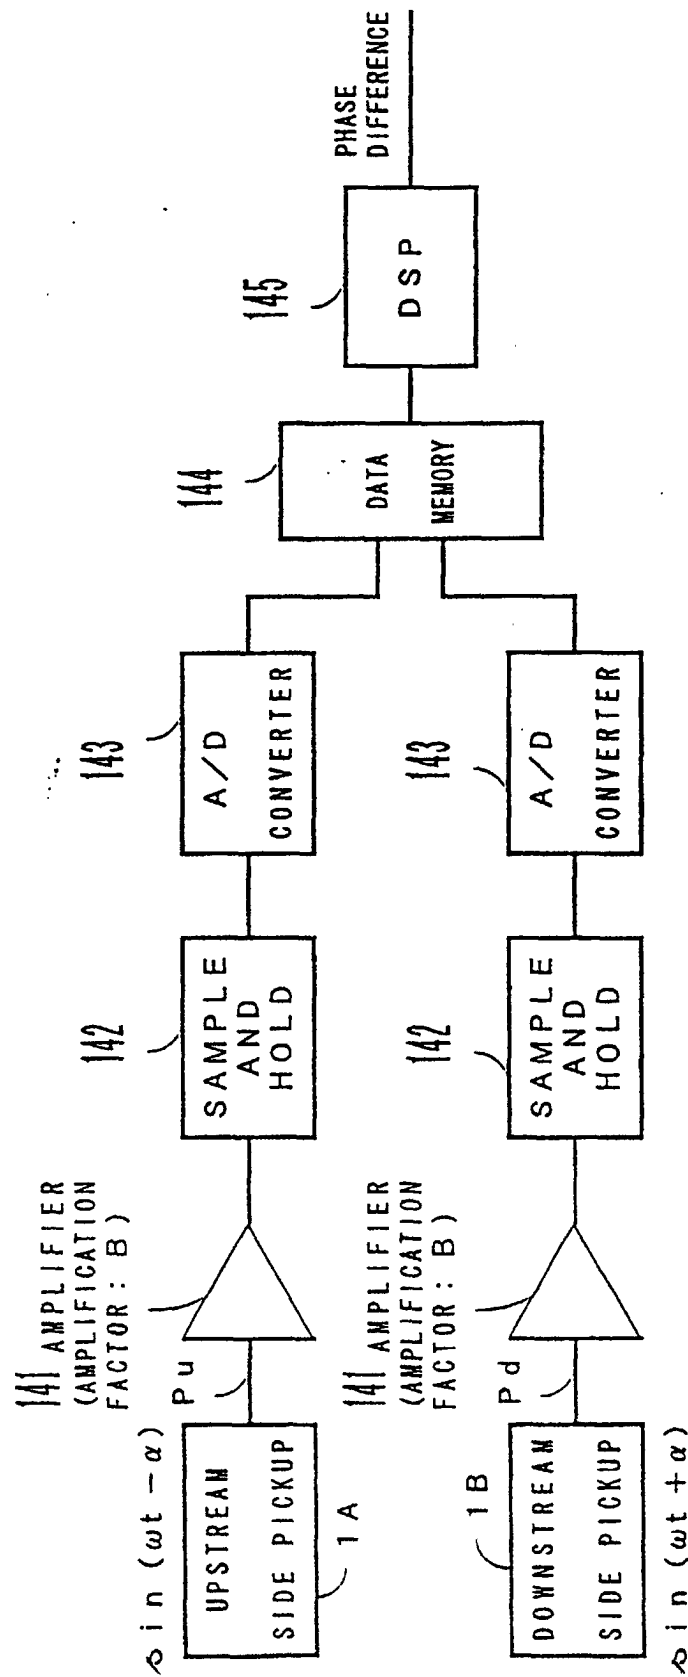 sin (ωt − α)
UPSTREAM
SIDE PICKUP
1A
Pu
141 AMPLIFIER
(AMPLIFICATION
FACTOR: B)
142
SAMPLE
AND
HOLD
143
A/D
CONVERTER
144
DATA
MEMORY
145
DSP
PHASE
DIFFERENCE
1B
DOWNSTREAM
SIDE PICKUP
sin (ωt + α)
Pd
141 AMPLIFIER
(AMPLIFICATION
FACTOR: B)
142
SAMPLE
AND
HOLD
143
A/D
CONVERTER